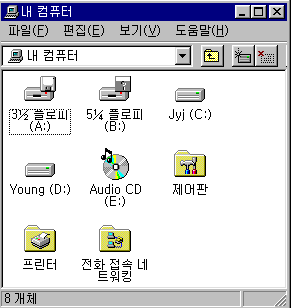 내 컴퓨터
파일(F) 편집(E) 보기(V) 도움말(H)
내 컴퓨터
3½ 플로피 (A:)
5¼ 플로피 (B:)
Jyj (C:)
Young (D:)
Audio CD (E:)
제어판
프린터
전화 접속 네
트워킹
8 개체